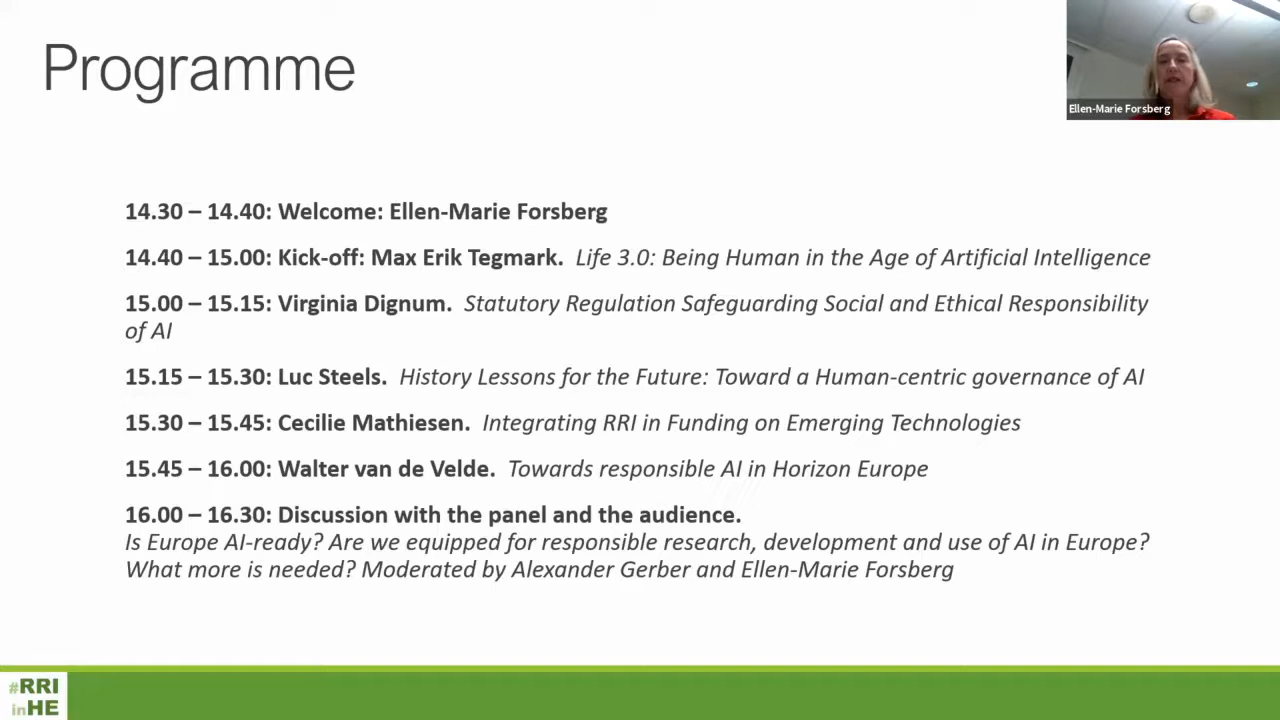 Programme
Ellen-Marie Forsberg
14.30 – 14.40: Welcome: Ellen-Marie Forsberg
14.40 – 15.00: Kick-off: Max Erik Tegmark. Life 3.0: Being Human in the Age of Artificial Intelligence
15.00 – 15.15: Virginia Dignum. Statutory Regulation Safeguarding Social and Ethical Responsibility
of AI
15.15 – 15.30: Luc Steels. History Lessons for the Future: Toward a Human-centric governance of AI
15.30 – 15.45: Cecilie Mathiesen. Integrating RRI in Funding on Emerging Technologies
15.45 – 16.00: Walter van de Velde. Towards responsible AI in Horizon Europe
16.00 – 16.30: Discussion with the panel and the audience.
Is Europe AI-ready? Are we equipped for responsible research, development and use of AI in Europe?
What more is needed? Moderated by Alexander Gerber and Ellen-Marie Forsberg
#RRI
inHE